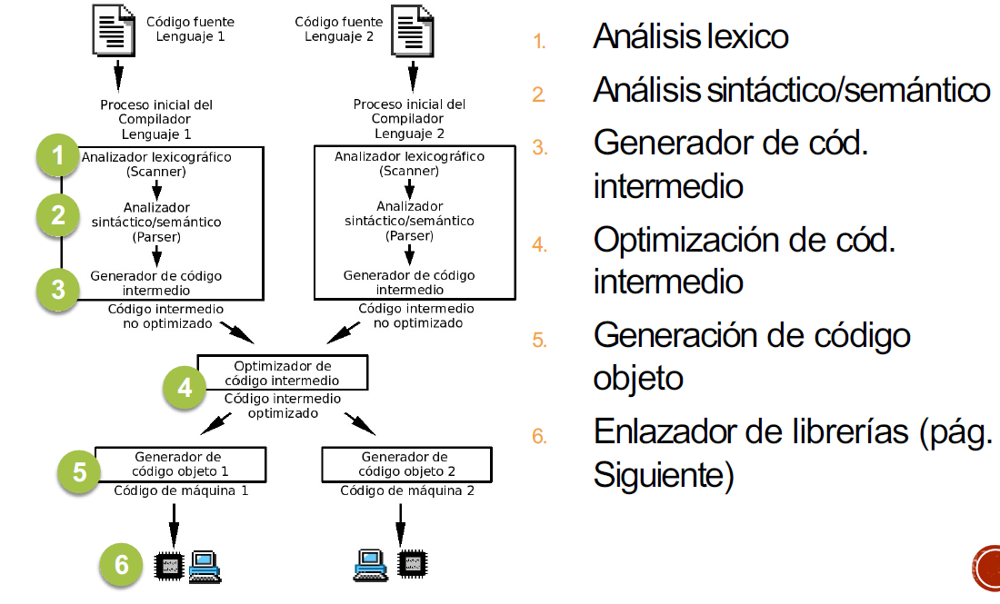 Código fuente
Lenguaje 1
Código fuente
Lenguaje 2
Proceso inicial del
Compilador
Lenguaje 1
Proceso inicial del
Compilador
Lenguaje 2
1
Analizador lexicográfico
(Scanner)
2
Analizador
sintáctico/semántico
(Parser)
3
Generador de código
intermedio
Analizador lexicográfico
(Scanner)
Analizador
sintáctico/semántico
(Parser)
Generador de código
intermedio
Código intermedio
no optimizado
Código intermedio
no optimizado
4
Optimizador de
código intermedio
Código intermedio
optimizado
5
Generador de
código objeto 1
Generador de
código objeto 2
Código de máquina 1
Código de máquina 2
6
1. Análisis lexico
2. Análisis sintáctico/semántico
3. Generador de cód.
intermedio
4. Optimización de cód.
intermedio
5. Generación de código
objeto
6. Enlazador de librerías (pág.
Siguiente)